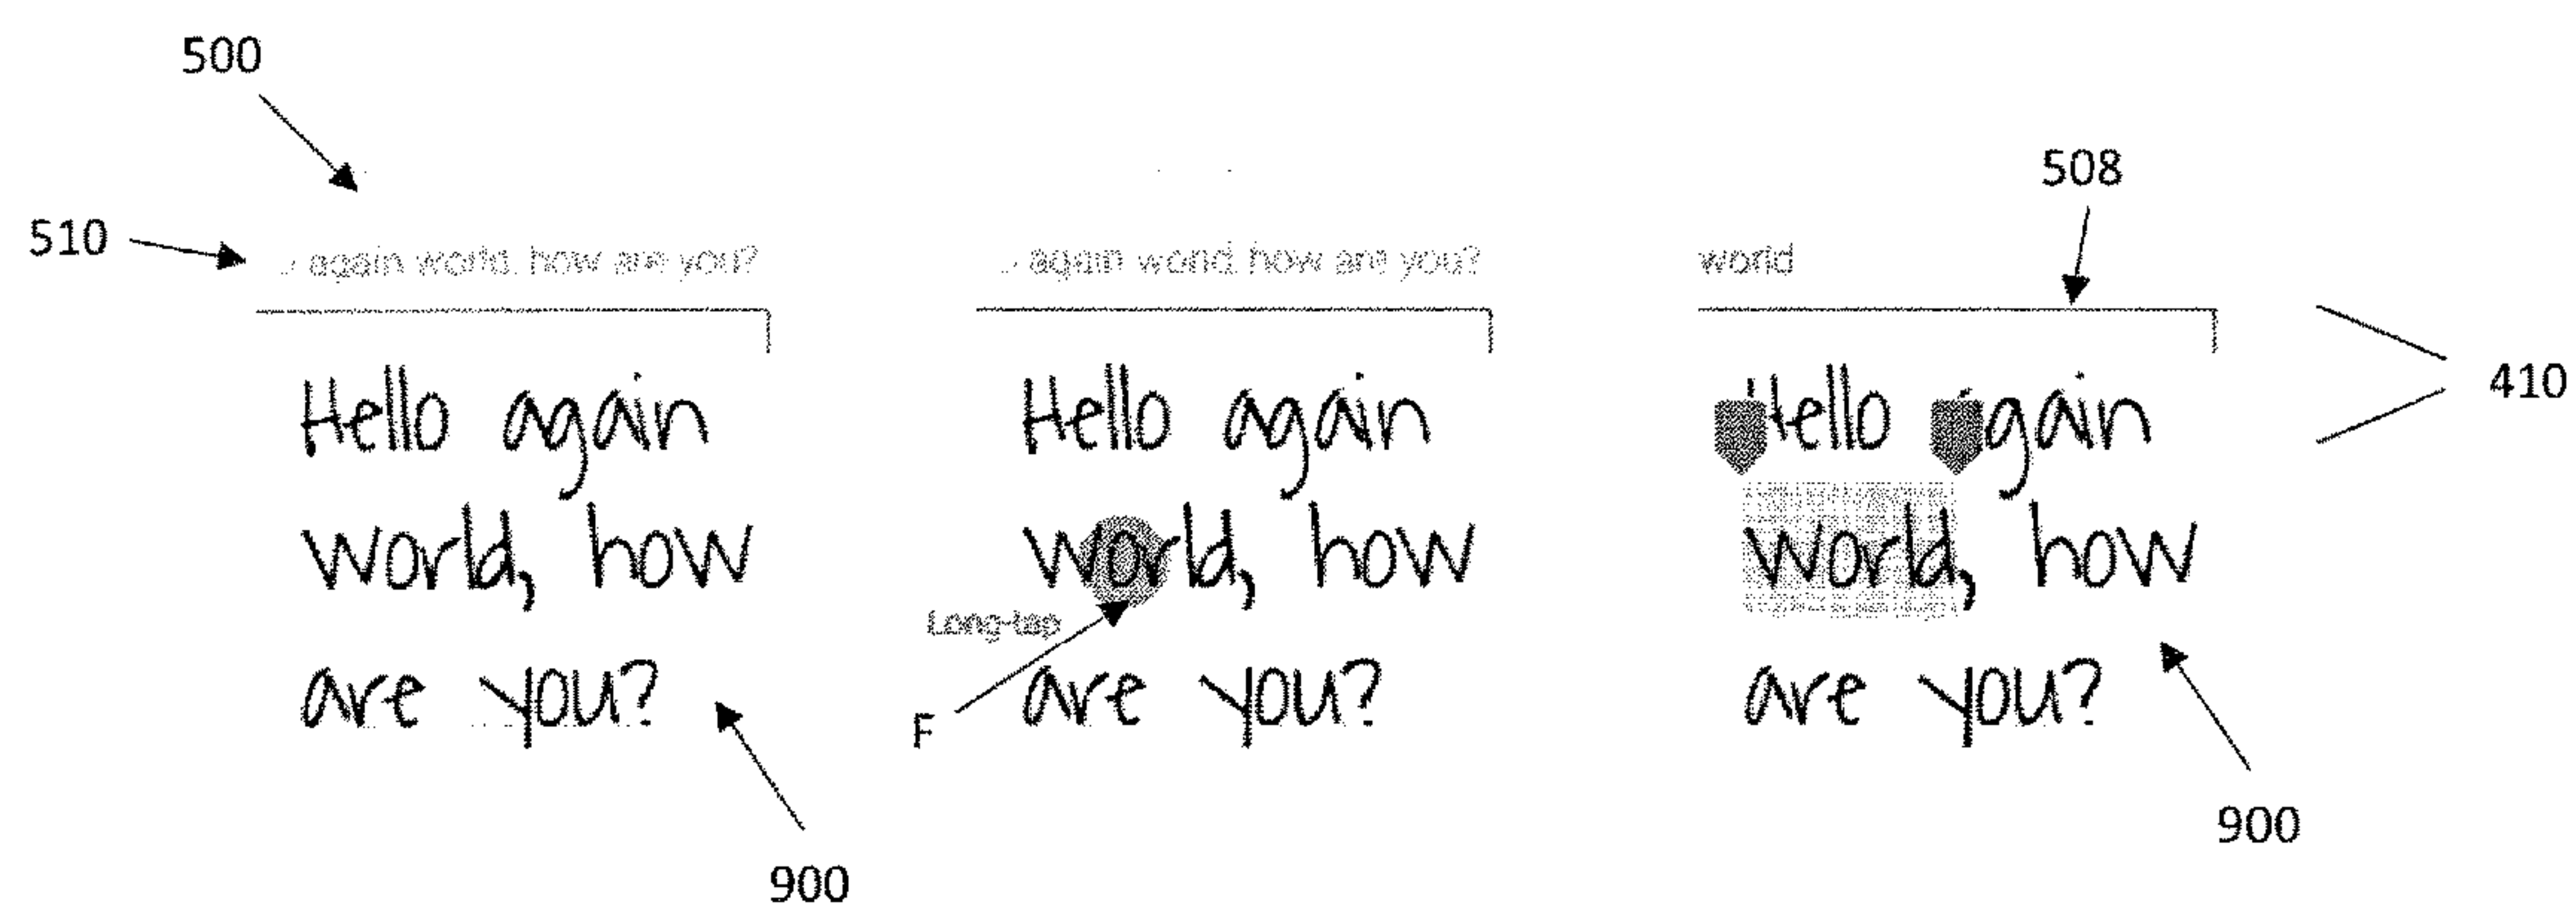 500
508
510
again world, how are you?
again world, how are you?
world
410
Hello again
world, how
are you?
Hello again
world, how
are you?
Hello again
world, how
are you?
Long-tap
F
900
900